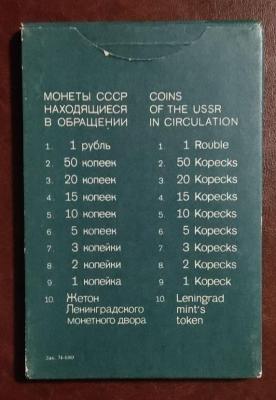 МОНЕТЫ СССР
НАХОДЯЩИЕСЯ
В ОБРАЩЕНИИ
1. 1 рубль
2. 50 копеек
3. 20 копеек
4. 15 копеек
5. 10 копеек
6. 5 копеек
7. 3 копейки
8. 2 копейки
9. 1 копейка
10. Жетон
Ленинградского
монетного двора
COINS
OF THE USSR
IN CIRCULATION
1. 1 Rouble
2. 50 Kopecks
3. 20 Kopecks
4. 15 Kopecks
5. 10 Kopecks
6. 5 Kopecks
7. 3 Kopecks
8. 2 Kopecks
9. 1 Kopeck
10. Leningrad
mint's
token
Зак.